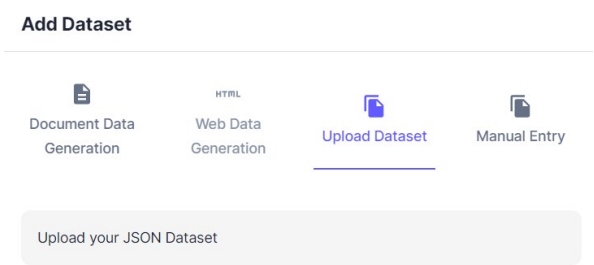 Add Dataset
HTML
Document Data
Generation
Web Data
Generation
Upload Dataset
Manual Entry
Upload your JSON Dataset